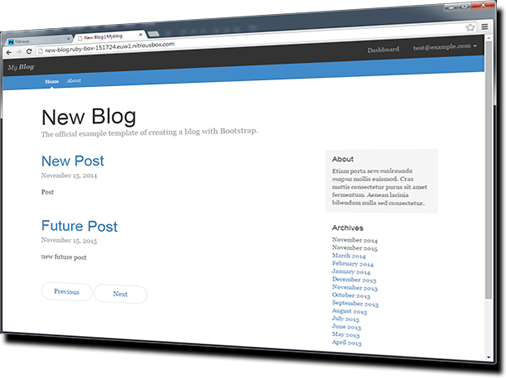 Nitrous
New Blog | Myblog
new-blog.ruby-box-151724.euw1.nitrousbox.com
My Blog
Dashboard
test@example.com
Home
About
New Blog
The official example template of creating a blog with Bootstrap.
New Post
November 15, 2014
Post
Future Post
November 15, 2015
new future post
Previous
Next
About
Etiam porta sem malesuada
magna mollis euismod. Cras
mattis consectetur purus sit amet
fermentum. Aenean lacinia
bibendum nulla sed consectetur.
Archives
November 2014
November 2015
March 2014
February 2014
January 2014
December 2013
November 2013
October 2013
September 2013
August 2013
July 2013
June 2013
May 2013
April 2013